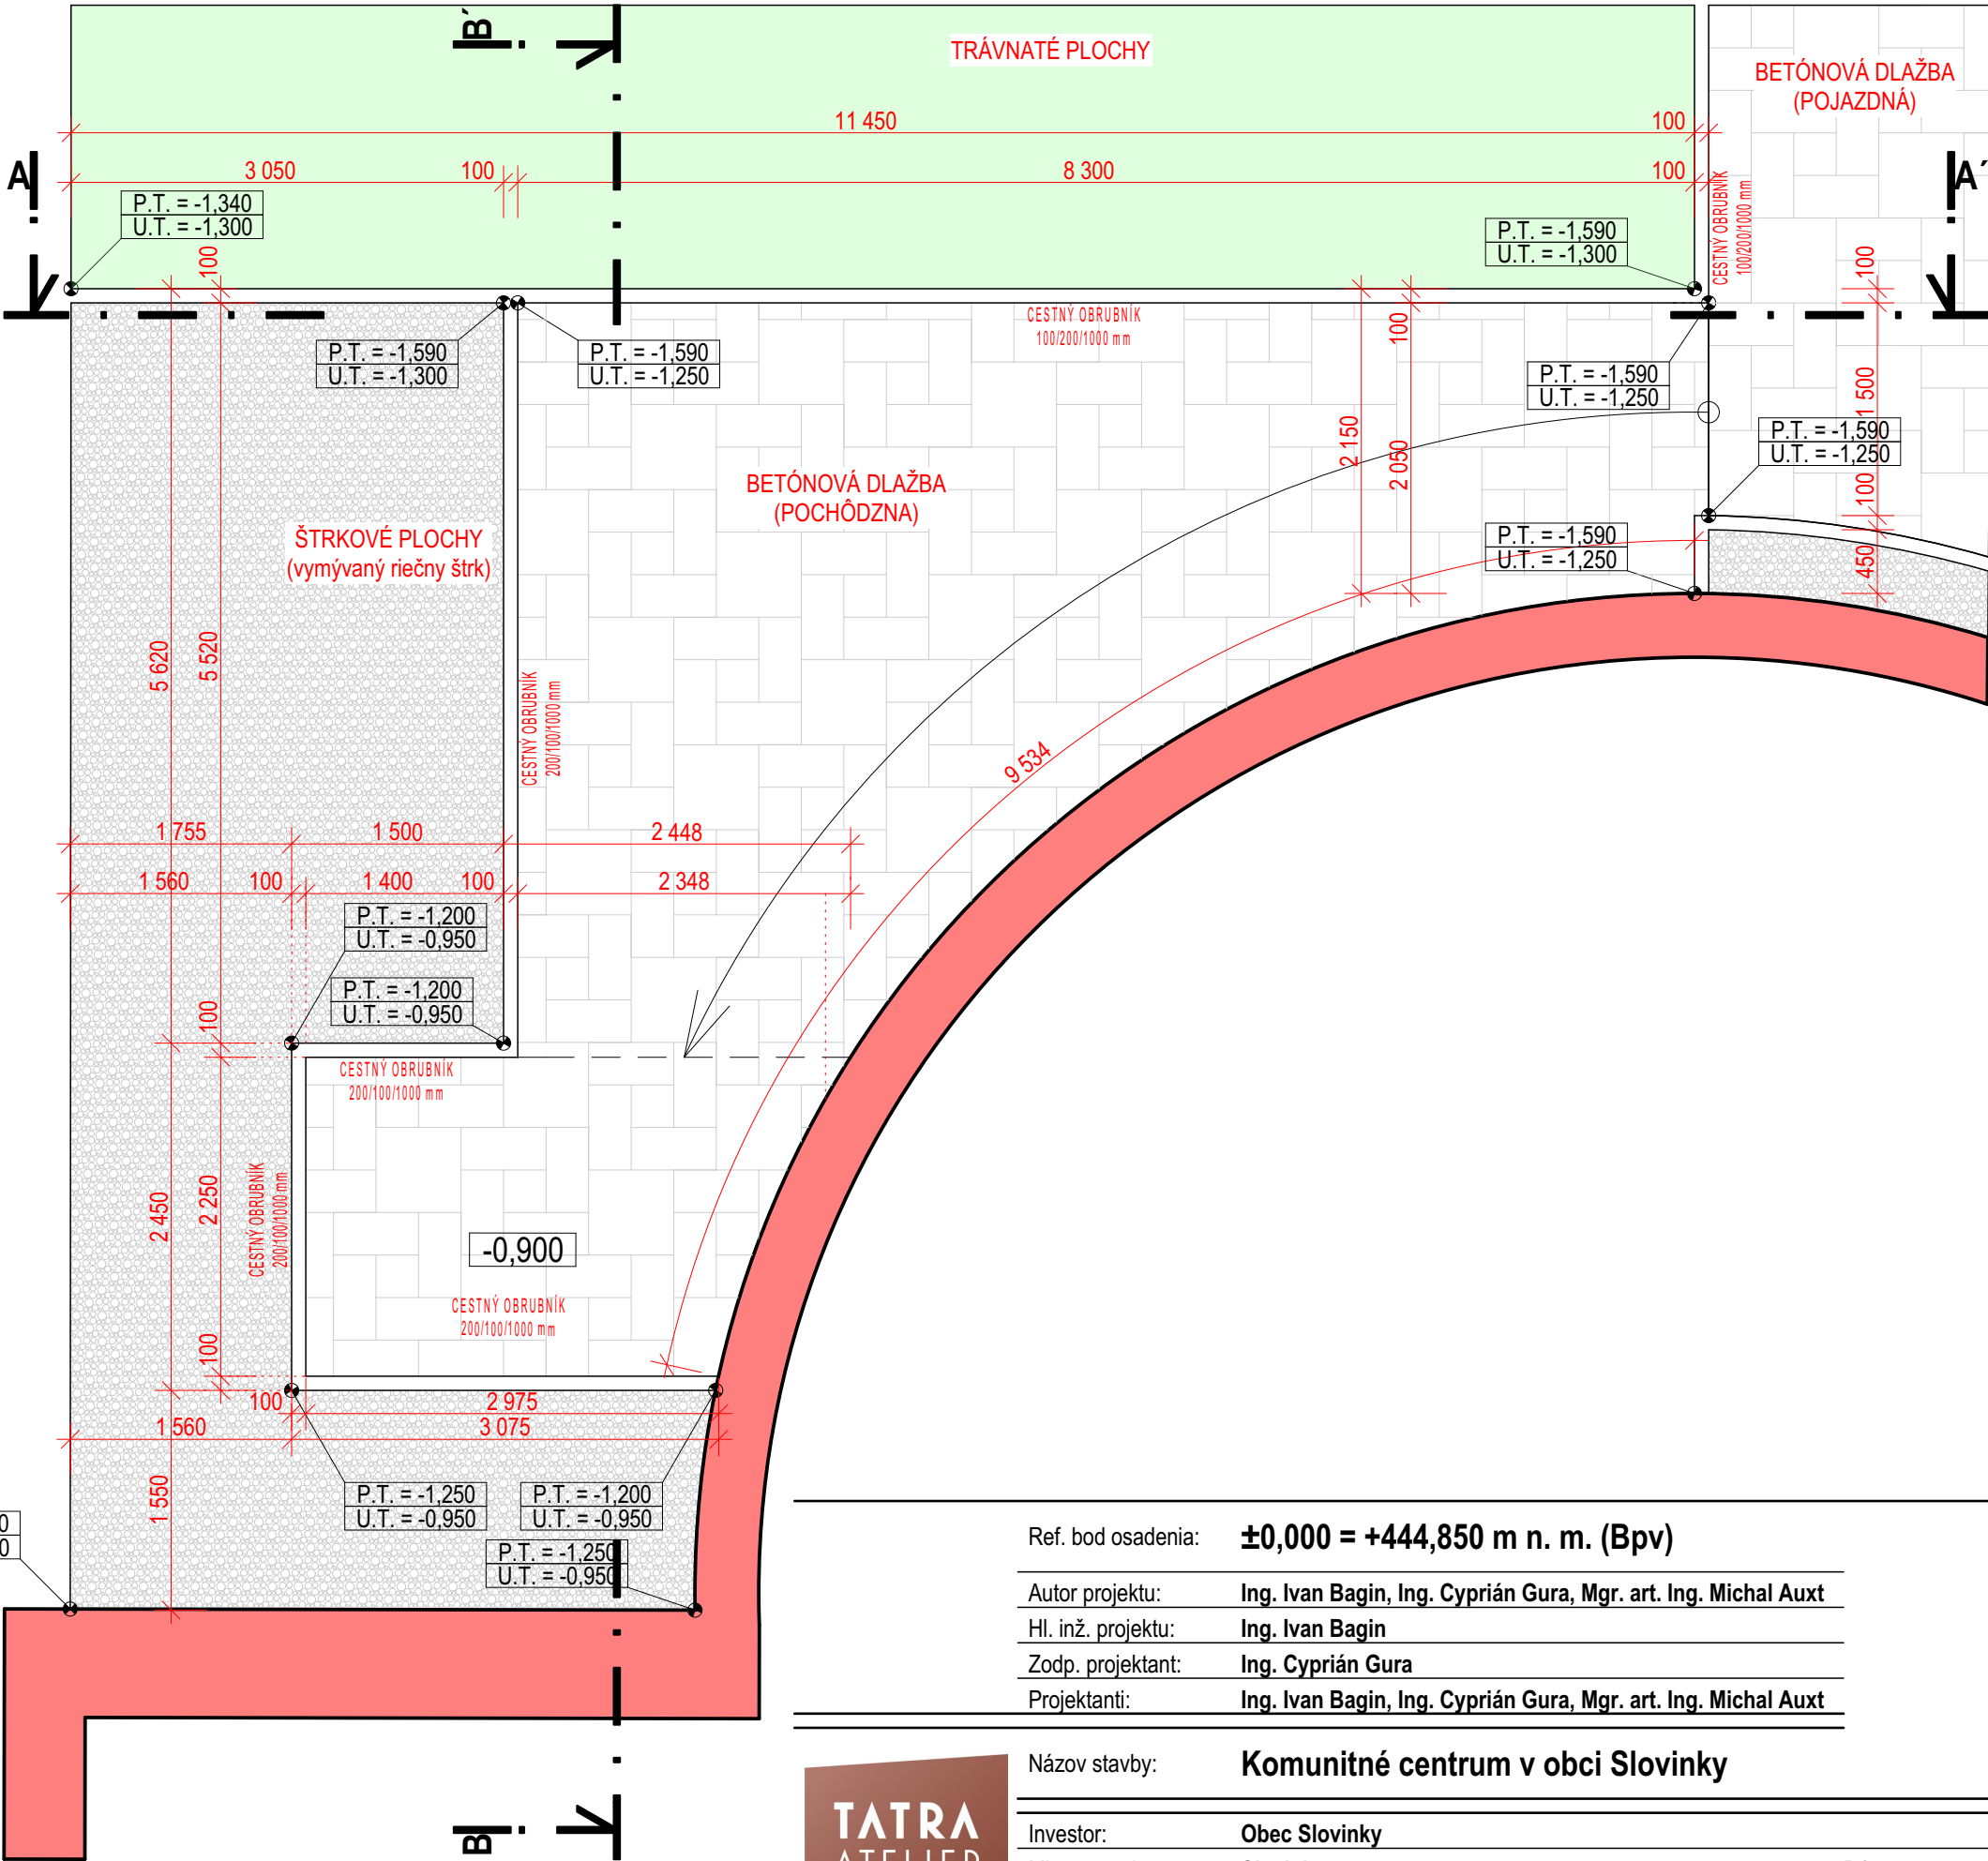 B´
TRÁVNATÉ PLOCHY
BETÓNOVÁ DLAŽBA
(POJAZDNÁ)
11 450
100
3 050
100
8 300
100
A
A´
P.T. = -1,340
U.T. = -1,300
P.T. = -1,590
U.T. = -1,300
CESTNÝ OBRUBNÍK
100/200/1000 mm
100
100
CESTNÝ OBRUBNÍK
100/200/1000 mm
100
P.T. = -1,590
U.T. = -1,300
P.T. = -1,590
U.T. = -1,250
P.T. = -1,590
U.T. = -1,250
1 500
2 150
2 050
P.T. = -1,590
U.T. = -1,250
BETÓNOVÁ DLAŽBA
(POCHÔDZNA)
100
ŠTRKOVÉ PLOCHY
(vymývaný riečny štrk)
P.T. = -1,590
U.T. = -1,250
450
5 620
5 520
CESTNÝ OBRUBNÍK
200/100/1000 mm
9 534
1 755
1 500
2 448
1 560
100
1 400
100
2 348
P.T. = -1,200
U.T. = -0,950
P.T. = -1,200
U.T. = -0,950
100
CESTNÝ OBRUBNÍK
200/100/1000 mm
2 450
2 250
CESTNÝ OBRUBNÍK
200/100/1000 mm
-0,900
CESTNÝ OBRUBNÍK
200/100/1000 mm
100
100
2 975
1 560
3 075
1 550
P.T. = -1,250
U.T. = -0,950
P.T. = -1,200
U.T. = -0,950
0
0
P.T. = -1,250
U.T. = -0,950
Ref. bod osadenia: ±0,000 = +444,850 m n. m. (Bpv)
Autor projektu: Ing. Ivan Bagin, Ing. Cyprián Gura, Mgr. art. Ing. Michal Auxt
Hl. inž. projektu: Ing. Ivan Bagin
Zodp. projektant: Ing. Cyprián Gura
Projektanti: Ing. Ivan Bagin, Ing. Cyprián Gura, Mgr. art. Ing. Michal Auxt
Názov stavby: Komunitné centrum v obci Slovinky
TATRA
ATELIER
B
Investor: Obec Slovinky